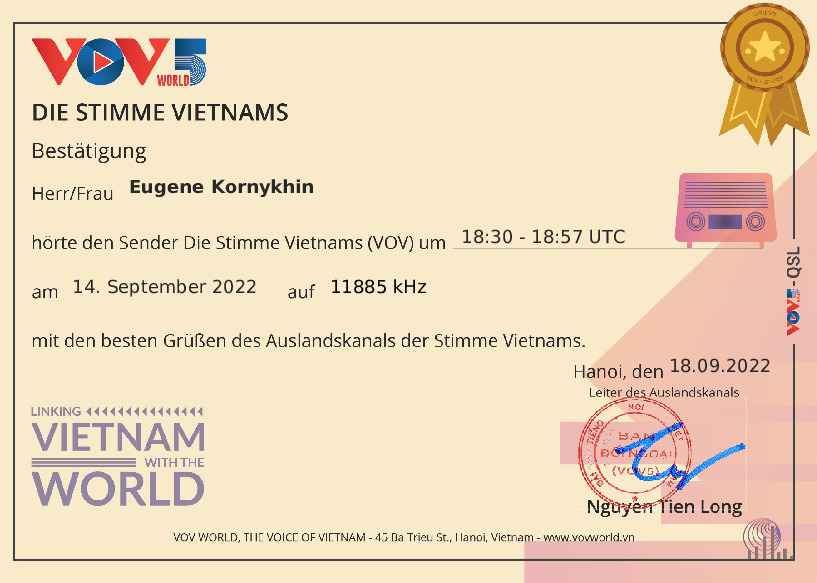 VOV5
WORLD
DIE STIMME VIETNAMS
Bestätigung
Herr/Frau Eugene Kornykhin
hörte den Sender Die Stimme Vietnams (VOV) um 18:30 - 18:57 UTC
am 14. September 2022 auf 11885 kHz
mit den besten Grüßen des Auslandskanals der Stimme Vietnams.
Hanoi, den 18.09.2022
Leiter des Auslandskanals
BAN
ĐỐI NGOẠI
(VOV5)
Nguyen Tien Long
LINKING
VIETNAM
WITH THE
WORLD
VOV WORLD, THE VOICE OF VIETNAM - 45 Ba Trieu St., Hanoi, Vietnam - www.vovworld.vn
VOV5-QSL